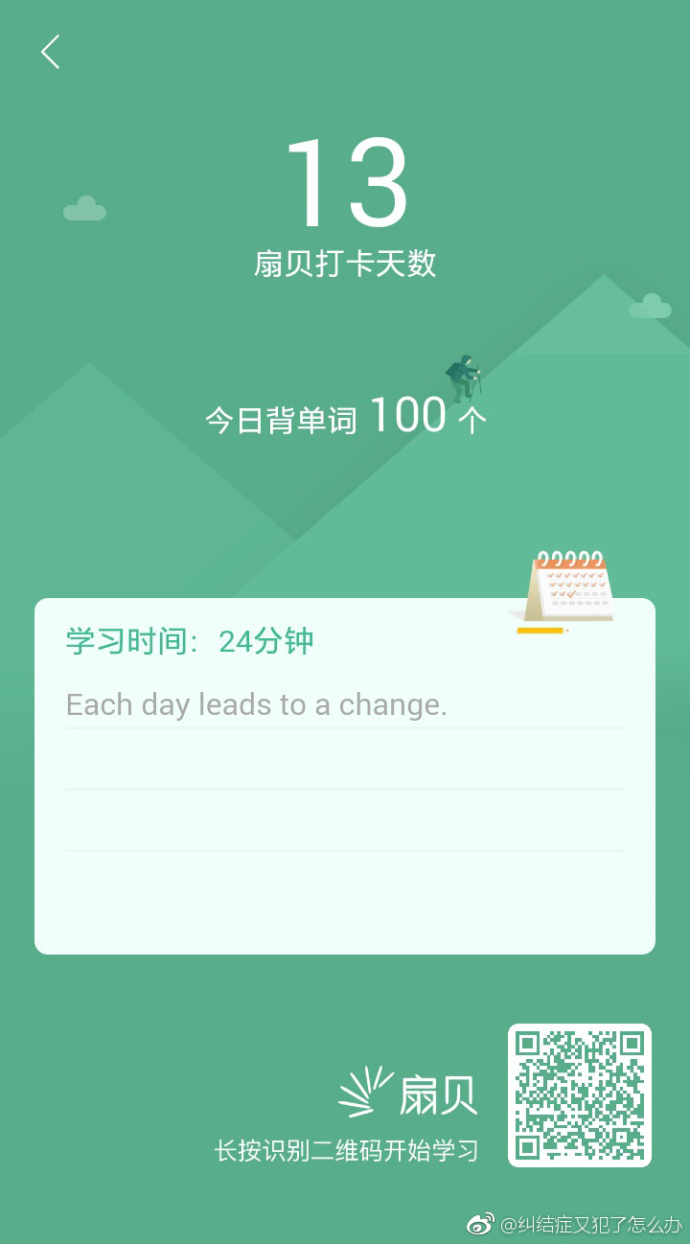 13
扇贝打卡天数
今日背单词 100 个
学习时间：24分钟
Each day leads to a change.
扇贝
长按识别二维码开始学习
@纠结症又犯了怎么办